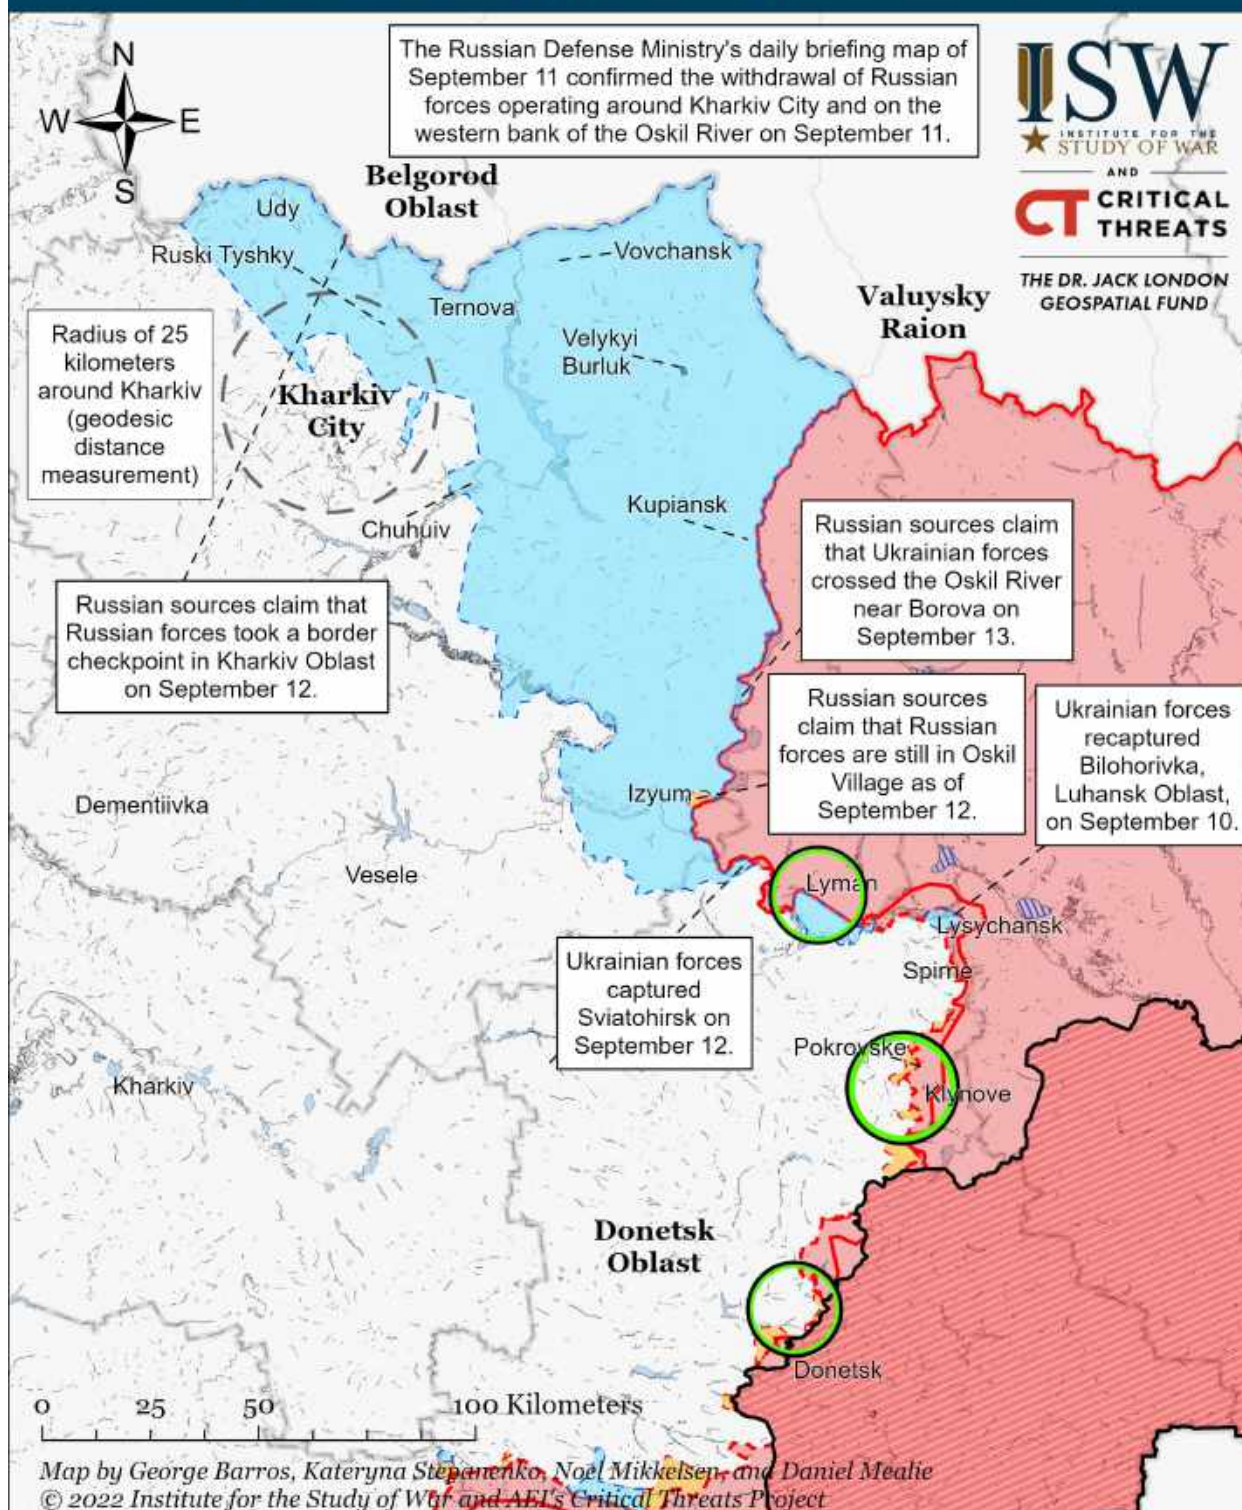 N
W E
S
The Russian Defense Ministry's daily briefing map of
September 11 confirmed the withdrawal of Russian
forces operating around Kharkiv City and on the
western bank of the Oskil River on September 11.
ISW
INSTITUTE FOR THE
STUDY OF WAR
AND
CT CRITICAL
THREATS
THE DR. JACK LONDON
GEOSPATIAL FUND
Belgorod
Oblast
Udy
Ruski Tyshky
Vovchansk
Ternova
Valuysky
Raion
Velykyi
Burluk
Radius of 25
kilometers
around Kharkiv
(geodesic
distance
measurement)
Kharkiv
City
Kupiansk
Chuhuiv
Russian sources claim
that Ukrainian forces
crossed the Oskil River
near Borova on
September 13.
Russian sources claim that
Russian forces took a border
checkpoint in Kharkiv Oblast
on September 12.
Russian sources
claim that Russian
forces are still in Oskil
Village as of
September 12.
Ukrainian forces
recaptured
Bilohorivka,
Luhansk Oblast,
on September 10.
Izyum
Dementiivka
Vesele
Lyman
Lysychansk
Ukrainian forces
captured
Sviatohirsk on
September 12.
Spirne
Pokrovske
Kharkiv
Klynove
Donetsk
Oblast
Donetsk
0 25 50 100 Kilometers
Map by George Barros, Kateryna Stepanenko, Noel Mikkelsen, and Daniel Mealie
© 2022 Institute for the Study of War and AEI's Critical Threats Project